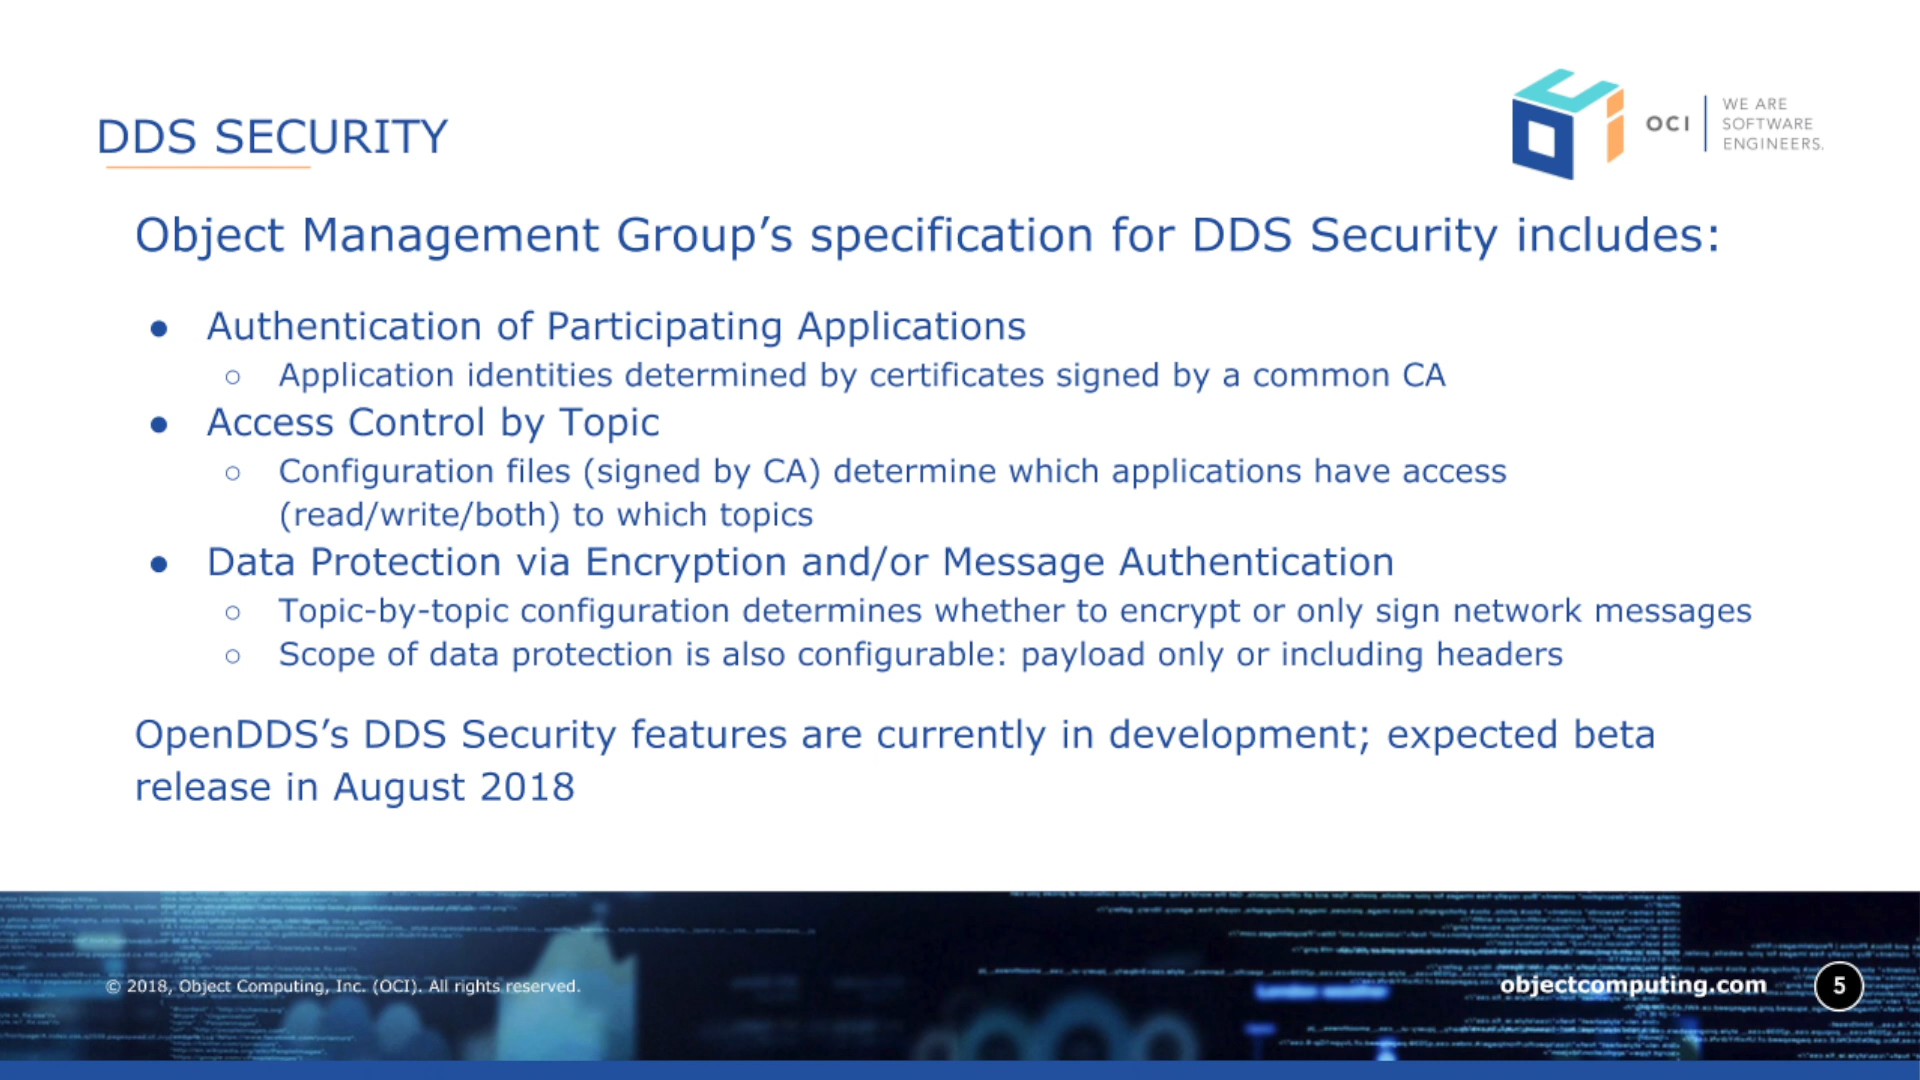 DDS SECURITY
OCI
WE ARE
SOFTWARE
ENGINEERS.
Object Management Group’s specification for DDS Security includes:
● Authentication of Participating Applications
○ Application identities determined by certificates signed by a common CA
● Access Control by Topic
○ Configuration files (signed by CA) determine which applications have access
(read/write/both) to which topics
● Data Protection via Encryption and/or Message Authentication
○ Topic-by-topic configuration determines whether to encrypt or only sign network messages
○ Scope of data protection is also configurable: payload only or including headers
OpenDDS’s DDS Security features are currently in development; expected beta
release in August 2018
© 2018, Object Computing, Inc. (OCI). All rights reserved.
objectcomputing.com
5